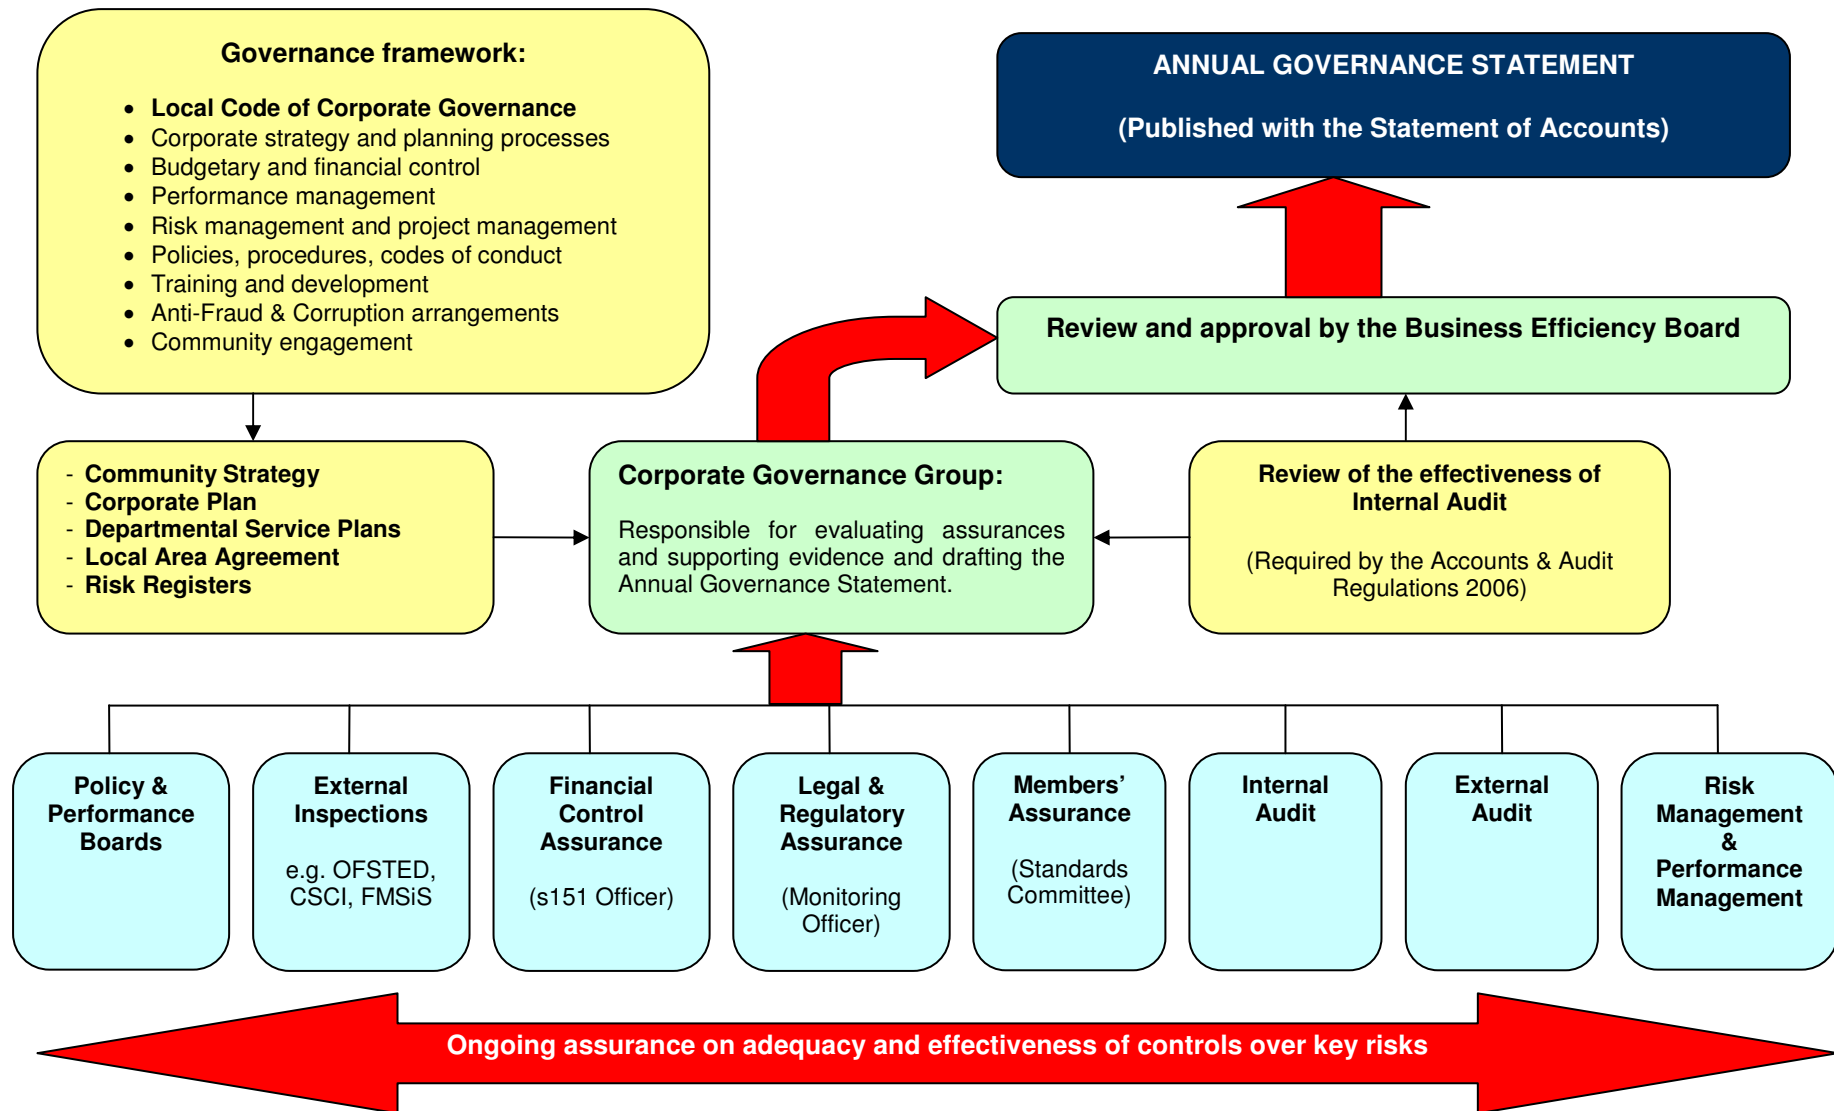 Governance framework:
• Local Code of Corporate Governance
• Corporate strategy and planning processes
• Budgetary and financial control
• Performance management
• Risk management and project management
• Policies, procedures, codes of conduct
• Training and development
• Anti-Fraud & Corruption arrangements
• Community engagement
ANNUAL GOVERNANCE STATEMENT
(Published with the Statement of Accounts)
Review and approval by the Business Efficiency Board
- Community Strategy
- Corporate Plan
- Departmental Service Plans
- Local Area Agreement
- Risk Registers
Corporate Governance Group:
Responsible for evaluating assurances
and supporting evidence and drafting the
Annual Governance Statement.
Review of the effectiveness of
Internal Audit
(Required by the Accounts & Audit
Regulations 2006)
Policy &
Performance
Boards
External
Inspections
e.g. OFSTED,
CSCI, FMSiS
Financial
Control
Assurance
(s151 Officer)
Legal &
Regulatory
Assurance
(Monitoring
Officer)
Members’
Assurance
(Standards
Committee)
Internal
Audit
External
Audit
Risk
Management
&
Performance
Management
Ongoing assurance on adequacy and effectiveness of controls over key risks